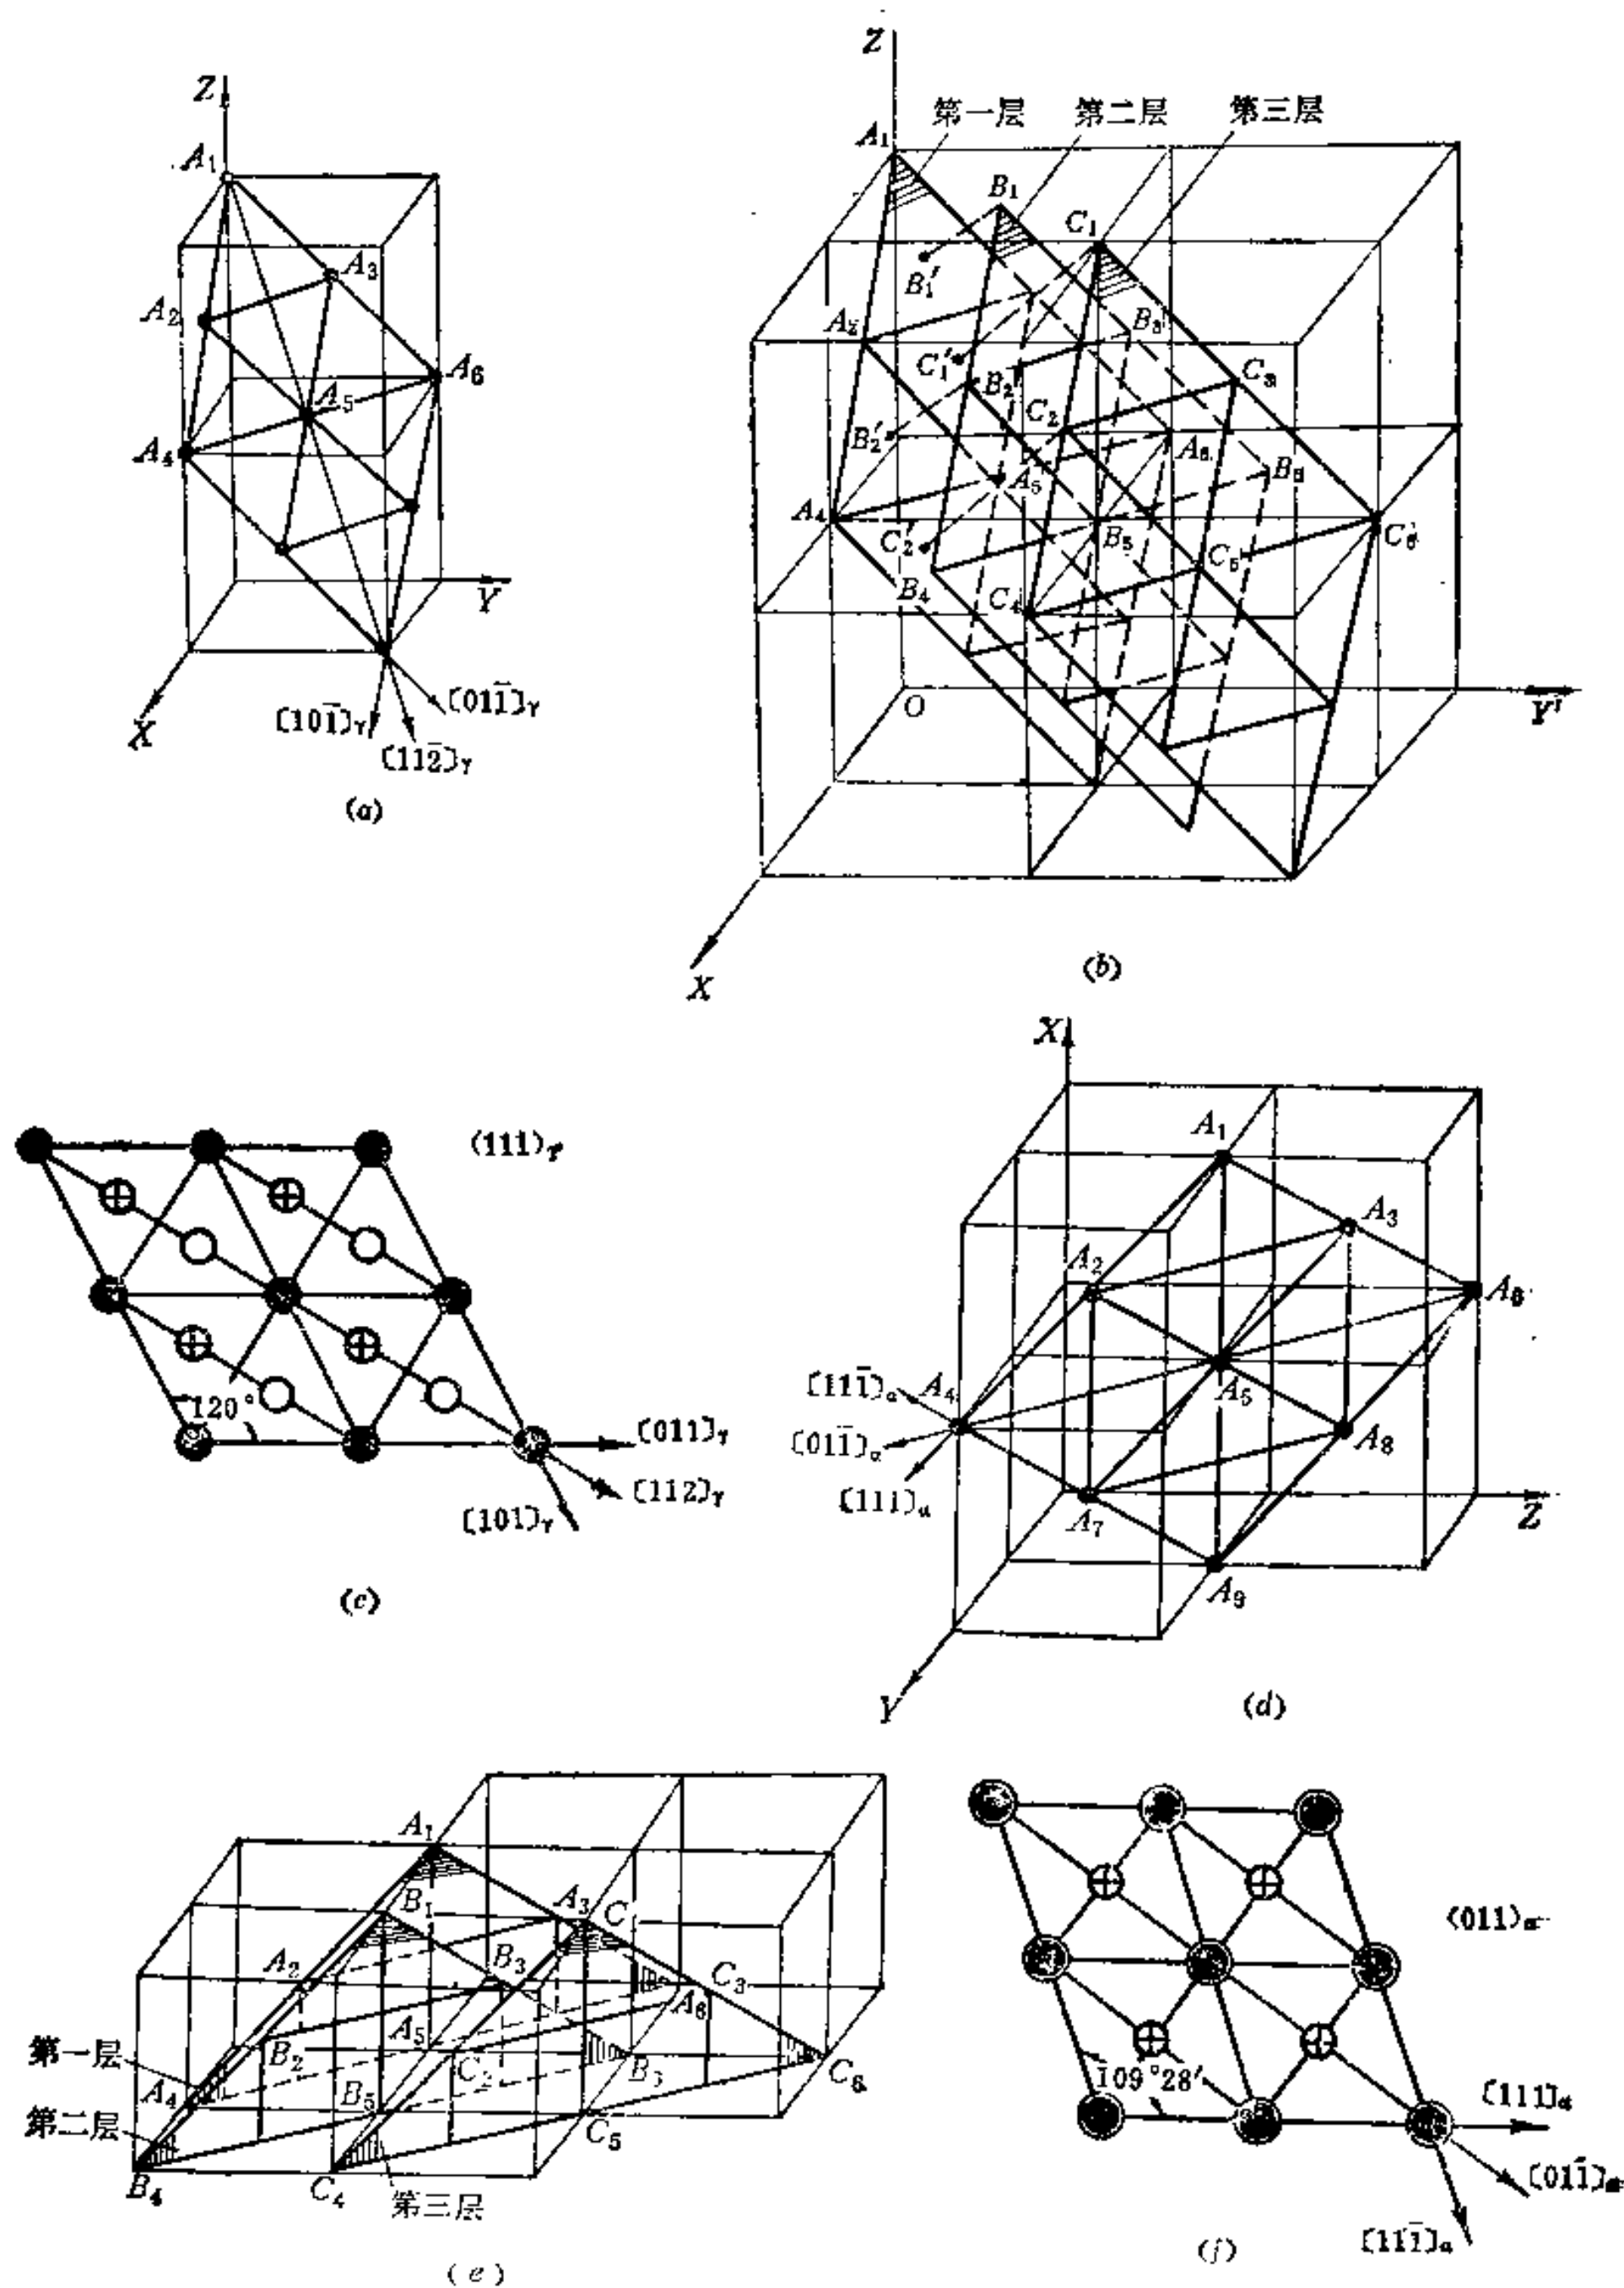 Z
A₁
A₃
A₂
A₅
A₆
A₄
Y
X
[101̄]ᵧ
[011̄]ᵧ
[112̄]ᵧ
(a)
Z
第一层
第二层
第三层
A₁
B₁
C₁
B₁′
A₂
B₃
C₁′
B₂
C₃
C₂
B₂′
A₆
A₅
B₆
A₄
C₂′
B₅
C₅
C₆
B₄
C₄
O
Y
X
(b)
(111)ᵧ
120°
[011]ᵧ
[112]ᵧ
[101]ᵧ
(c)
X
A₁
A₃
A₂
A₆
[111̄]α
A₄
A₅
[011̄]α
A₈
[111]α
A₇
Z
A₉
Y
(d)
A₁
B₁
A₃
C₁
A₂
B₃
C₃
A₆
第一层
A₅
B₂
C₂
A₄
B₅
C₆
第二层
C₅
B₄
C₄
第三层
(e)
(011)α
109°28′
[111]α
[011̄]α
[111̄]α